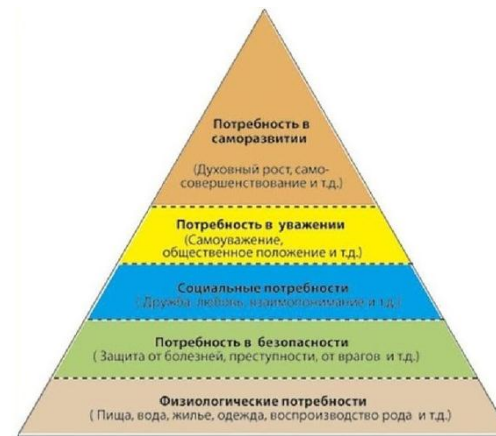 Потребность в
саморазвитии
(Духовный рост, само-
совершенствование и т.д.)
Потребность в уважении
(Самоуважение,
общественное положение и т.д.)
Социальные потребности
( Дружба, любовь, взаимопонимание и т.д.)
Потребность в безопасности
( Защита от болезней, преступности, от врагов и т.д.)
Физиологические потребности
( Пища, вода, жилье, одежда, воспроизводство рода и т.д.)